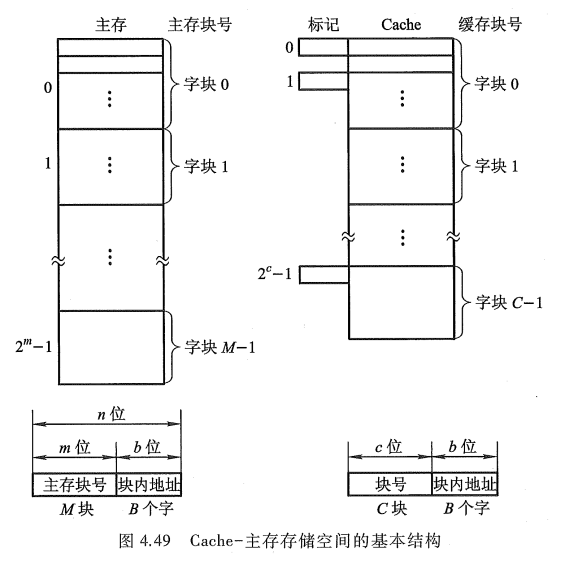 主存 主存块号
0
字块 0
1
字块 1
2^m-1
字块 M-1
n 位
m 位 b 位
主存块号 块内地址
M 块 B 个字
标记 Cache 缓存块号
0
1
字块 0
字块 1
2^c-1
字块 C-1
c 位 b 位
块号 块内地址
C 块 B 个字
图 4.49 Cache-主存存储空间的基本结构